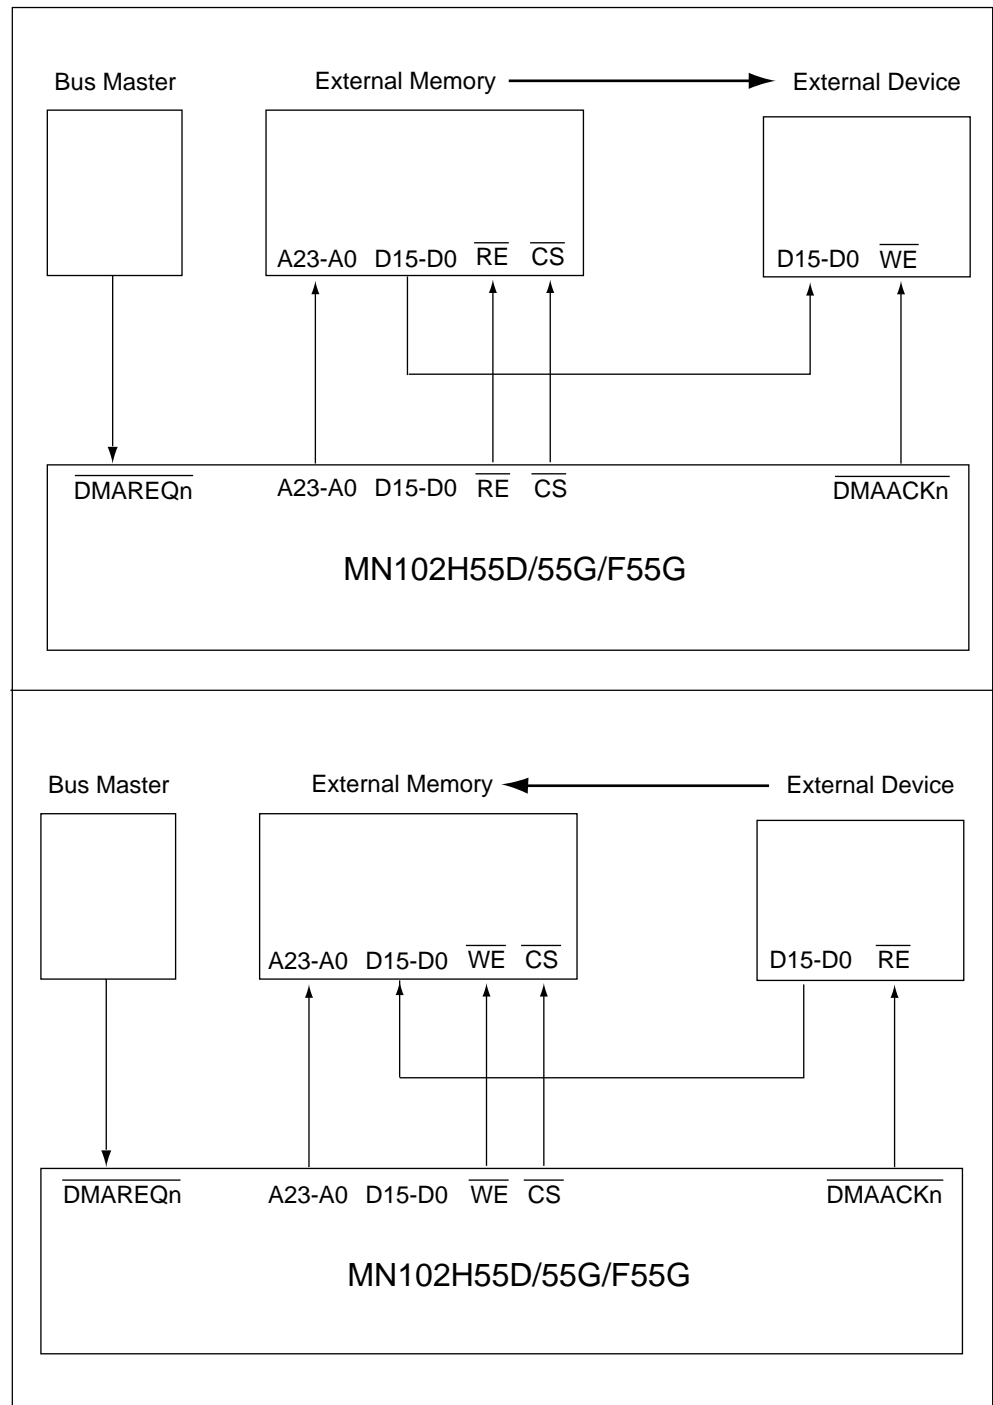 Bus Master External Memory External Device
A23-A0 D15-D0 RE CS D15-D0 WE
DMAREQn A23-A0 D15-D0 RE CS DMAACKn
MN102H55D/55G/F55G
Bus Master External Memory External Device
A23-A0 D15-D0 WE CS D15-D0 RE
DMAREQn A23-A0 D15-D0 WE CS DMAACKn
MN102H55D/55G/F55G